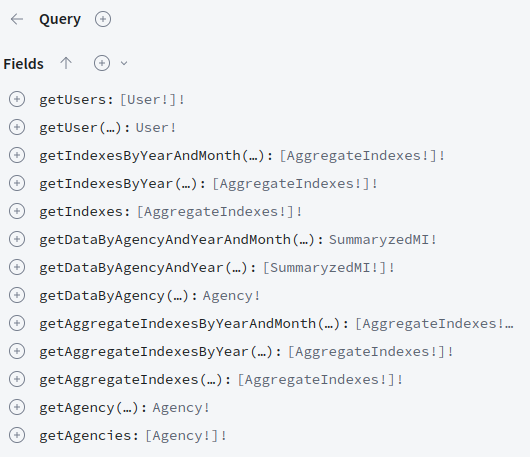 Query
Fields
getUsers: [User!]!
getUser(…): User!
getIndexesByYearAndMonth(…): [AggregateIndexes!]!
getIndexesByYear(…): [AggregateIndexes!]!
getIndexes: [AggregateIndexes!]!
getDataByAgencyAndYearAndMonth(…): SummaryzedMI!
getDataByAgencyAndYear(…): [SummaryzedMI!]!
getDataByAgency(…): Agency!
getAggregateIndexesByYearAndMonth(…): [AggregateIndexes!…
getAggregateIndexesByYear(…): [AggregateIndexes!]!
getAggregateIndexes(…): [AggregateIndexes!]!
getAgency(…): Agency!
getAgencies: [Agency!]!